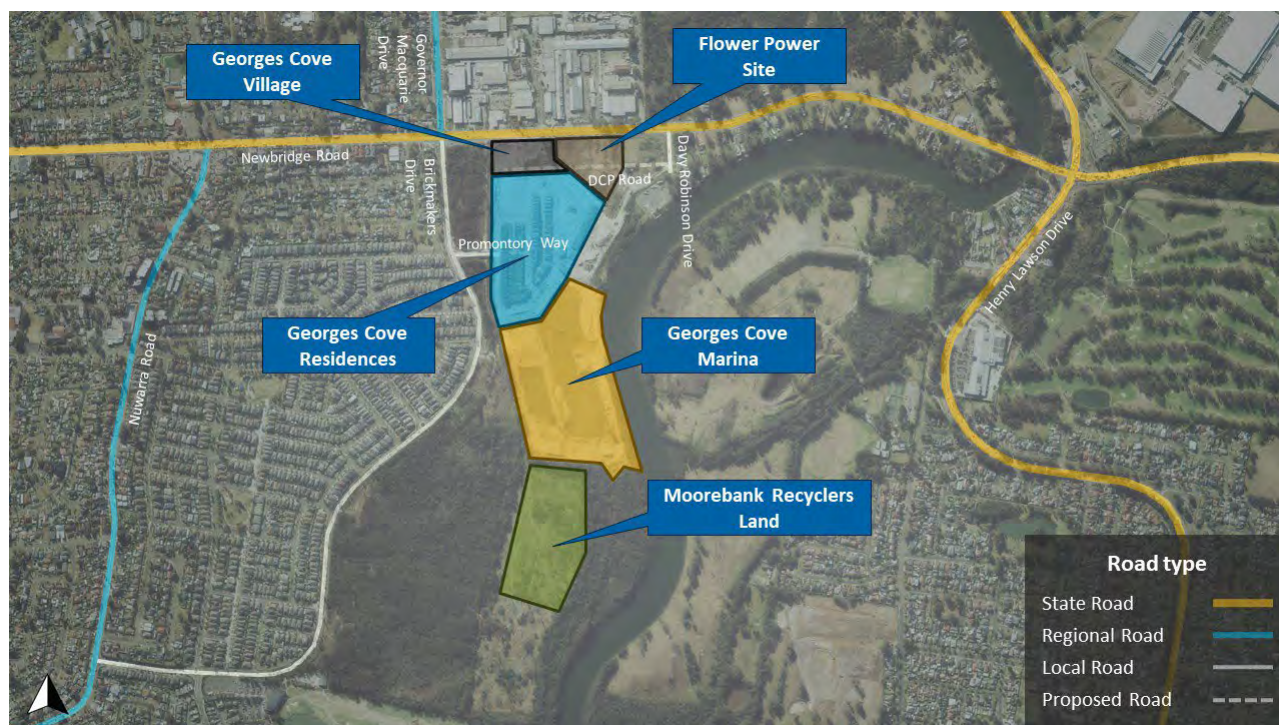 Georges Cove
Village
Governor
Macquarie
Drive
Flower Power
Site
Newbridge Road
Brickmakers
Drive
DCP Road
Davy Robinson Drive
Promontory Way
Henry Lawson Drive
Georges Cove
Residences
Georges Cove
Marina
Nuwarra Road
Moorebank Recyclers
Land
Road type
State Road
Regional Road
Local Road
Proposed Road